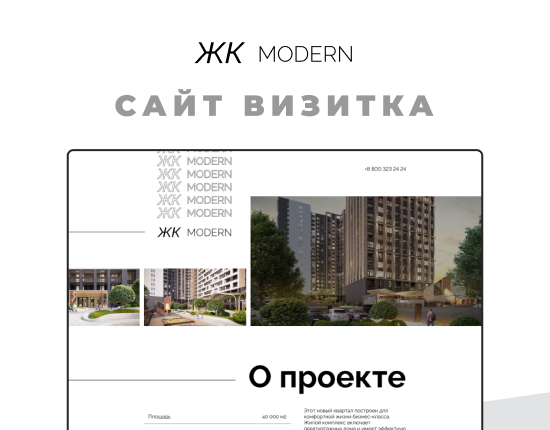 ЖК MODERN
САЙТ ВИЗИТКА
ЖК MODERN
ЖК MODERN
ЖК MODERN
ЖК MODERN
ЖК MODERN
ЖК MODERN
+8 800 323 24 24
О проекте
Площадь 40 000 м2
Этот новый квартал построен для
комфортной жизни бизнес-класса.
Жилой комплекс включает